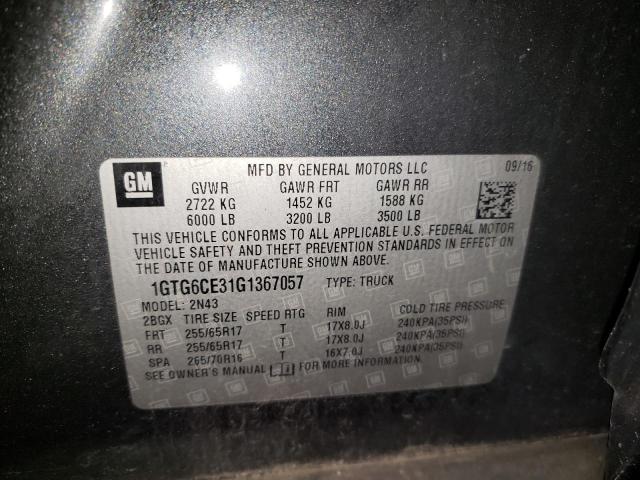 GM
MFD BY GENERAL MOTORS LLC 09/16
GVWR GAWR FRT GAWR RR
2722 KG 1452 KG 1588 KG
6000 LB 3200 LB 3500 LB
THIS VEHICLE CONFORMS TO ALL APPLICABLE U.S. FEDERAL MOTOR
VEHICLE SAFETY AND THEFT PREVENTION STANDARDS IN EFFECT ON
THE DATE OF MANUFACTURE SHOWN ABOVE.
1GTG6CE31G1367057 TYPE: TRUCK
MODEL: 2N43
2BGX TIRE SIZE SPEED RTG RIM COLD TIRE PRESSURE
FRT 255/65R17 T 17X8.0J 240KPA(35PSI)
RR 255/65R17 T 17X8.0J 240KPA(35PSI)
SPA 265/70R16 T 16X7.0J 240KPA(35PSI)
SEE OWNER'S MANUAL FOR MORE INFORMATION